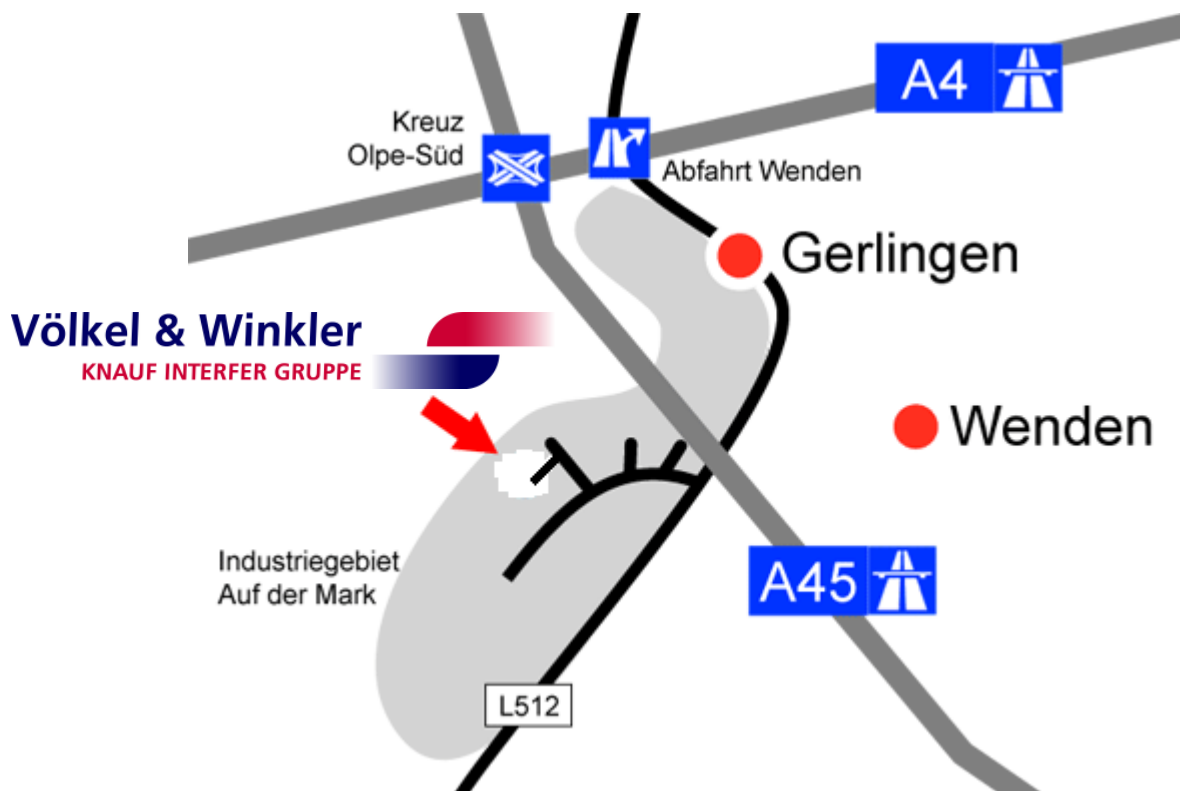 A4
Kreuz
Olpe-Süd
Abfahrt Wenden
Gerlingen
Völkel & Winkler
KNAUF INTERFER GRUPPE
Wenden
Industriegebiet
Auf der Mark
A45
L512